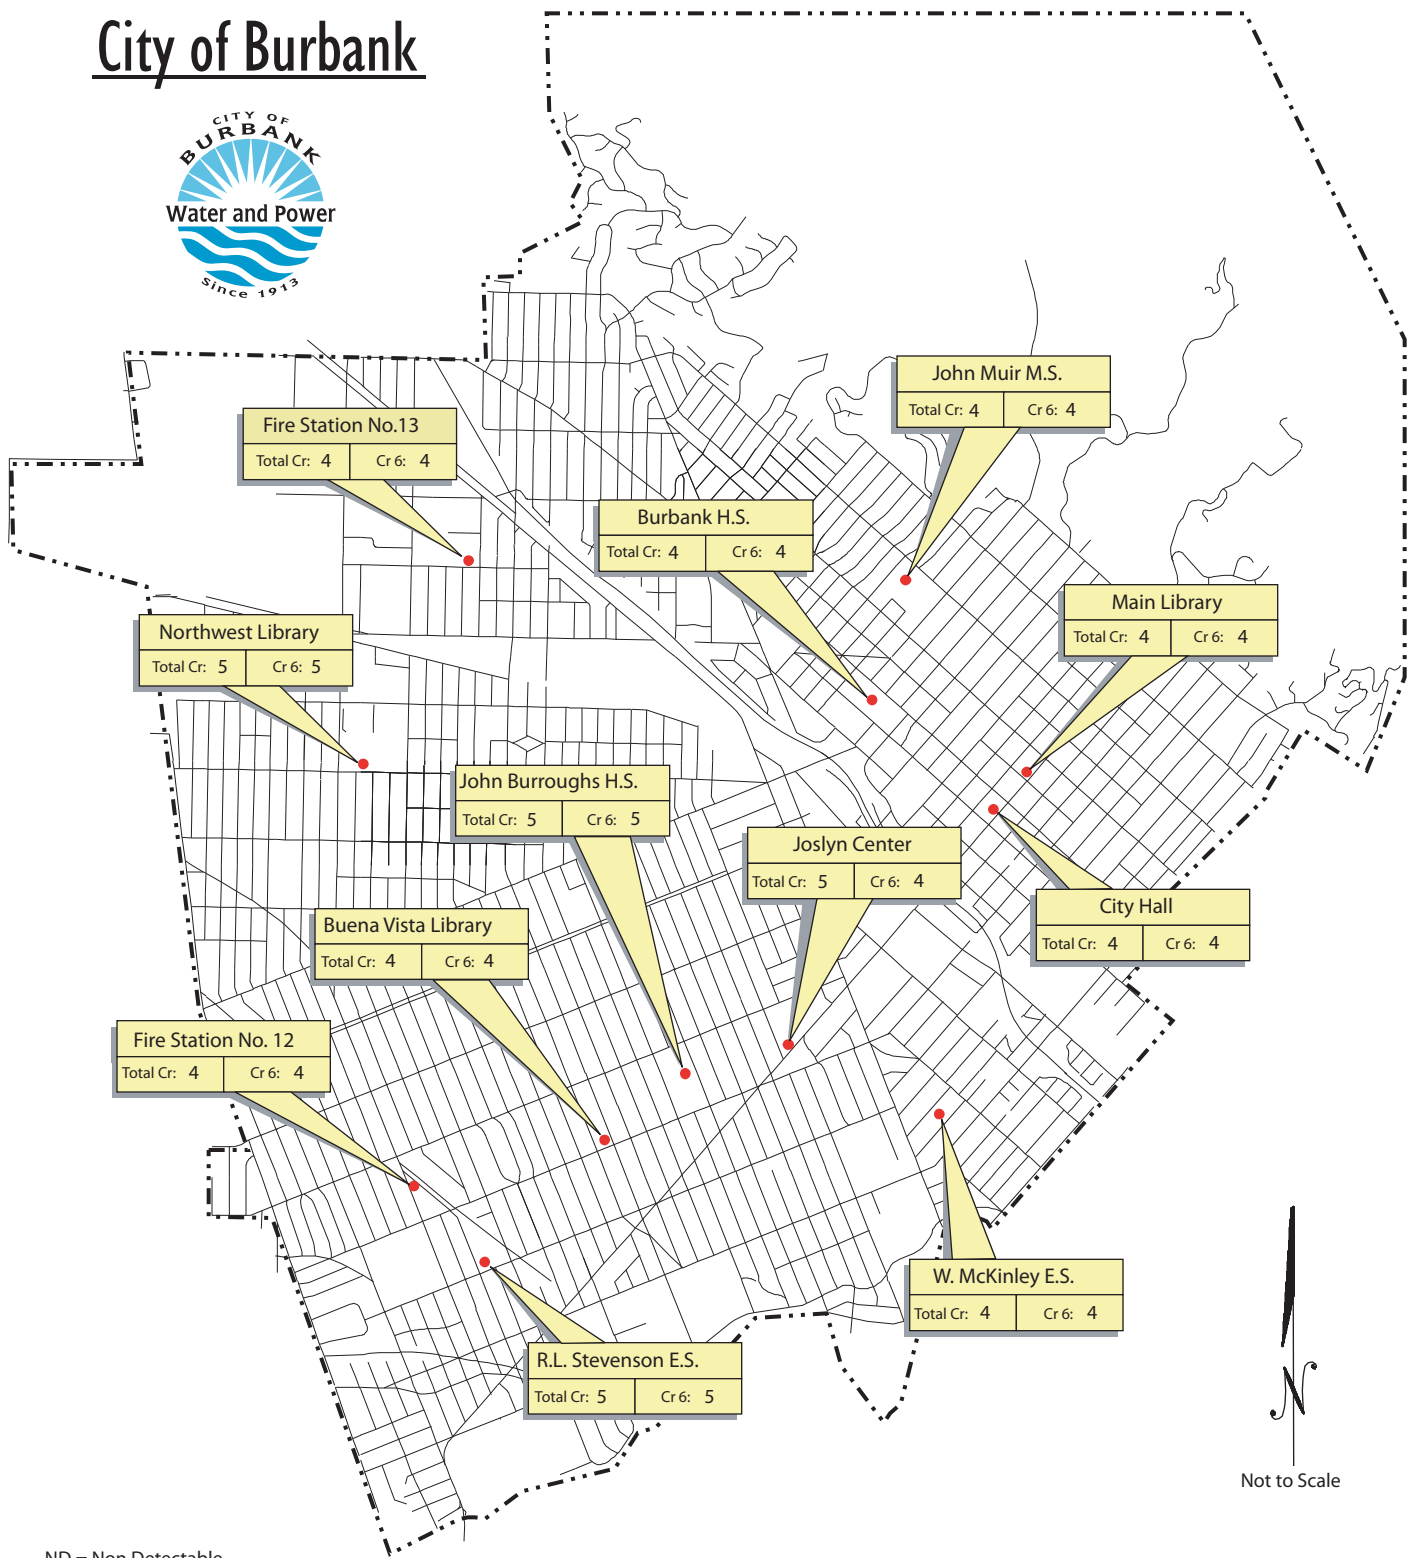 City of Burbank
CITY OF
BURBANK
Water and Power
Since 1913
John Muir M.S.
Total Cr: 4 Cr 6: 4
Fire Station No.13
Total Cr: 4 Cr 6: 4
Burbank H.S.
Total Cr: 4 Cr 6: 4
Main Library
Total Cr: 4 Cr 6: 4
Northwest Library
Total Cr: 5 Cr 6: 5
John Burroughs H.S.
Total Cr: 5 Cr 6: 5
Joslyn Center
Total Cr: 5 Cr 6: 4
City Hall
Total Cr: 4 Cr 6: 4
Buena Vista Library
Total Cr: 4 Cr 6: 4
Fire Station No. 12
Total Cr: 4 Cr 6: 4
W. McKinley E.S.
Total Cr: 4 Cr 6: 4
R.L. Stevenson E.S.
Total Cr: 5 Cr 6: 5
N
Not to Scale
ND = Non Detectable